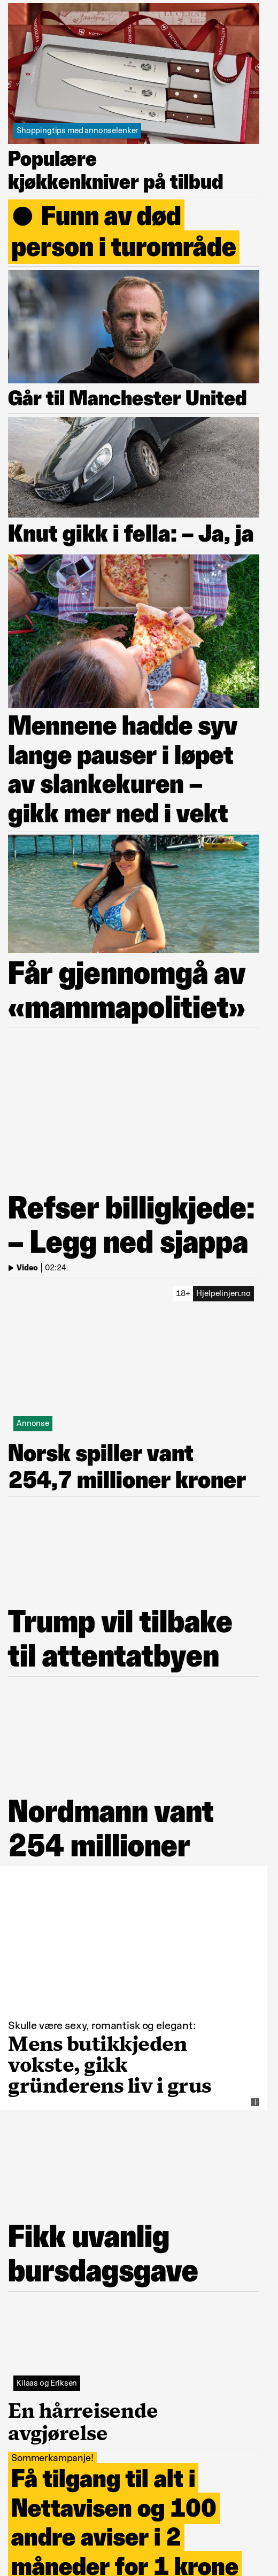 Shoppingtips med annonselenker
Populære
kjøkkenkniver på tilbud
Funn av død
person i turområde
Går til Manchester United
Knut gikk i fella: – Ja, ja
Mennene hadde syv
lange pauser i løpet
av slankekuren –
gikk mer ned i vekt
Får gjennomgå av
«mammapolitiet»
Refser billigkjede:
– Legg ned sjappa
Video | 02:24
18+ Hjelpelinjen.no
Annonse
Norsk spiller vant
254,7 millioner kroner
Trump vil tilbake
til attentatbyen
Nordmann vant
254 millioner
Skulle være sexy, romantisk og elegant:
Mens butikkjeden
vokste, gikk
gründerens liv i grus
Fikk uvanlig
bursdagsgave
Kilaas og Eriksen
En hårreisende
avgjørelse
Sommerkampanje!
Få tilgang til alt i
Nettavisen og 100
andre aviser i 2
måneder for 1 krone